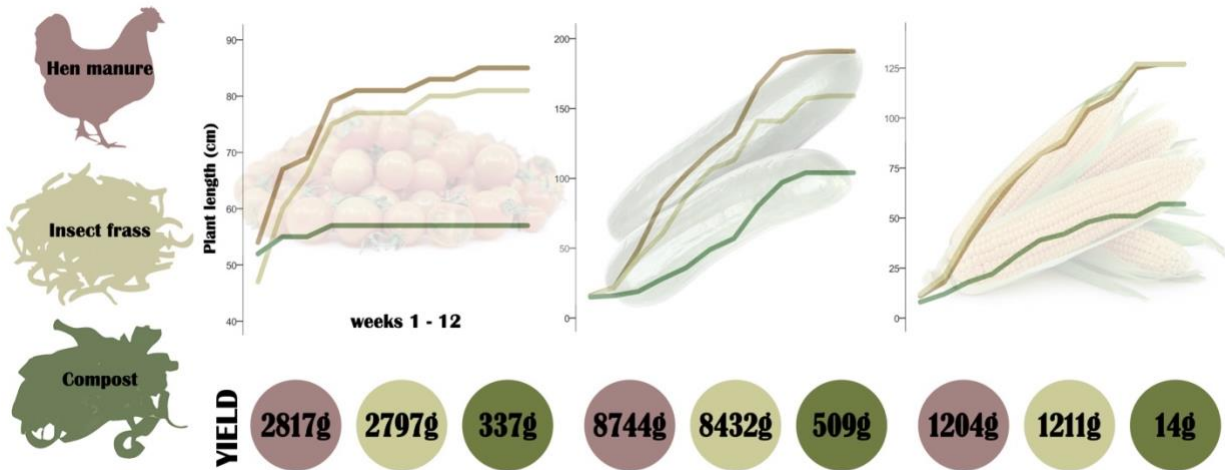 Hen manure
Insect frass
Compost
Plant length (cm)
90
80
70
60
50
40
weeks 1 - 12
200
150
100
50
0
125
100
75
50
25
0
YIELD
2817g 2797g 337g 8744g 8432g 509g 1204g 1211g 14g